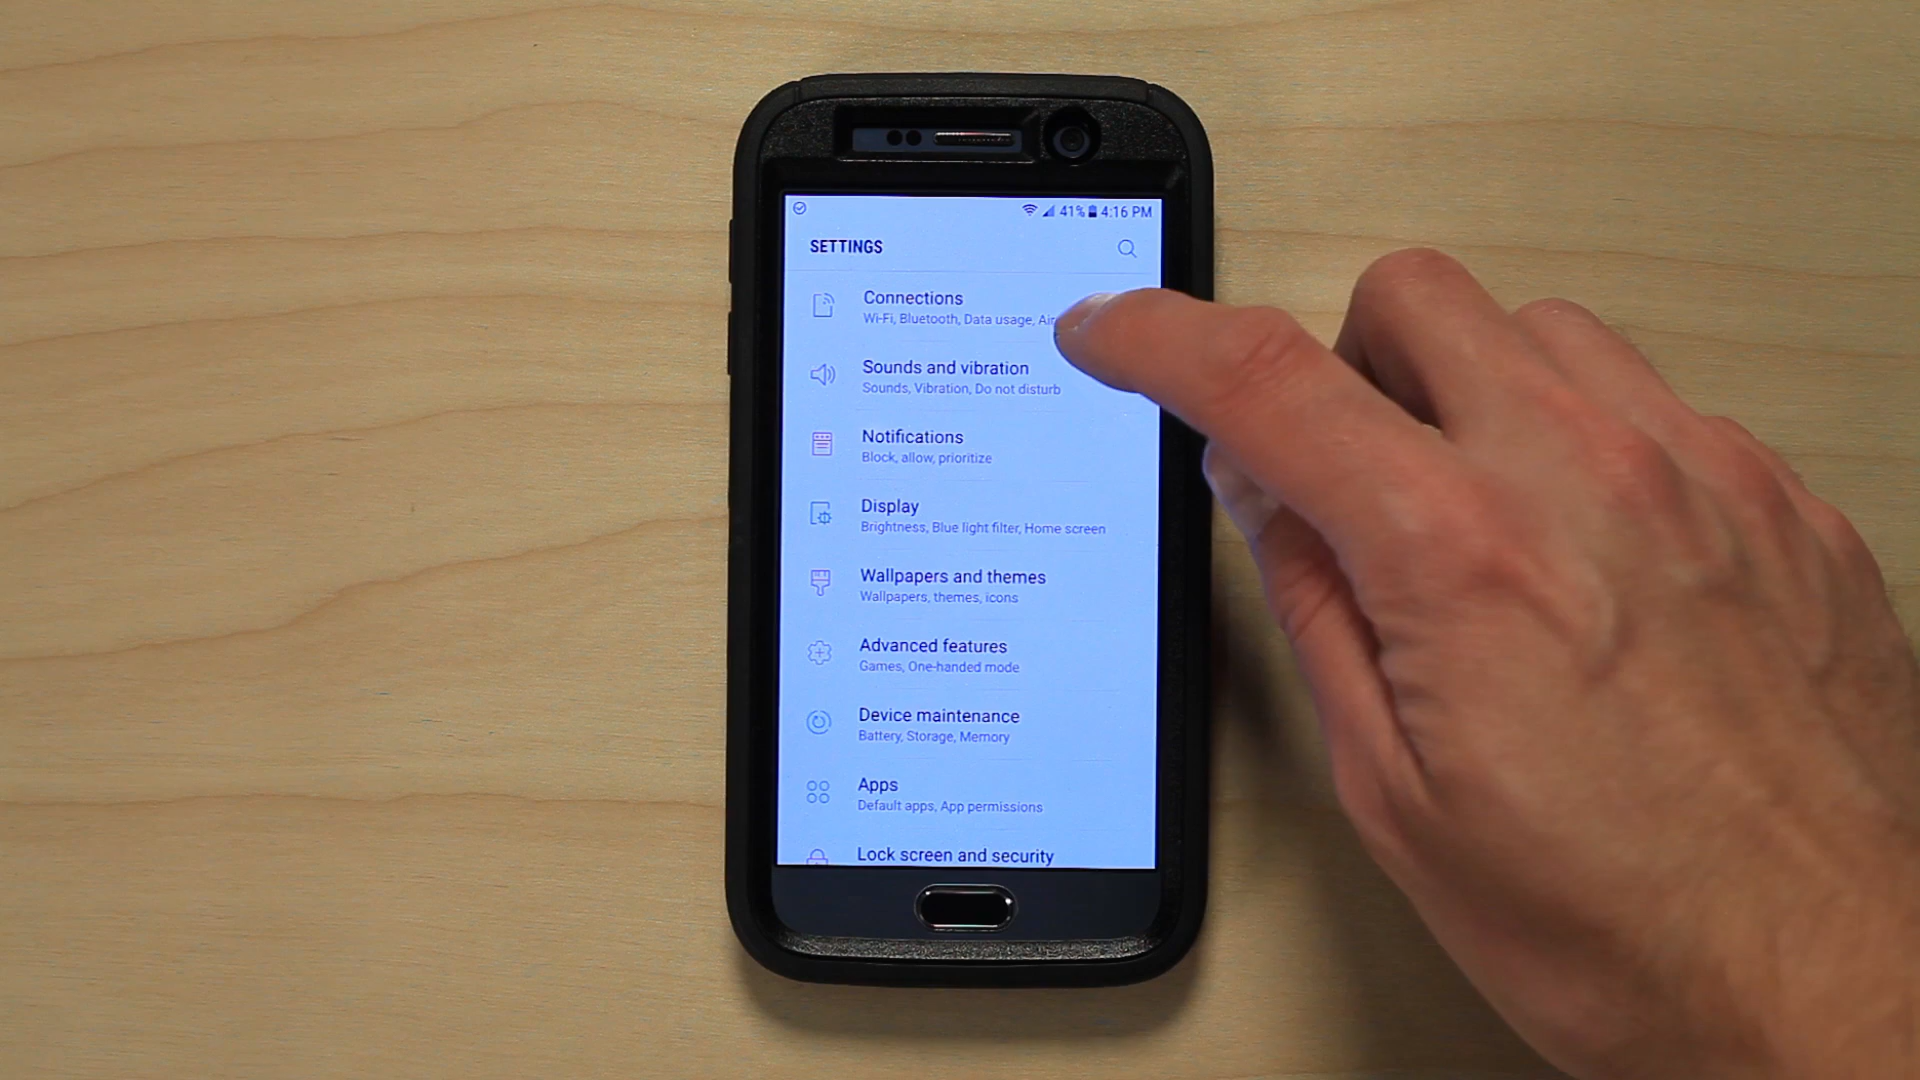 41% 4:16 PM
SETTINGS
Connections
Wi-Fi, Bluetooth, Data usage,
Sounds and vibration
Sounds, Vibration, Do not disturb
Notifications
Block, allow, prioritize
Display
Brightness, Blue light filter, Home screen
Wallpapers and themes
Wallpapers, themes, icons
Advanced features
Games, One-handed mode
Device maintenance
Battery, Storage, Memory
Apps
Default apps, App permissions
Lock screen and security